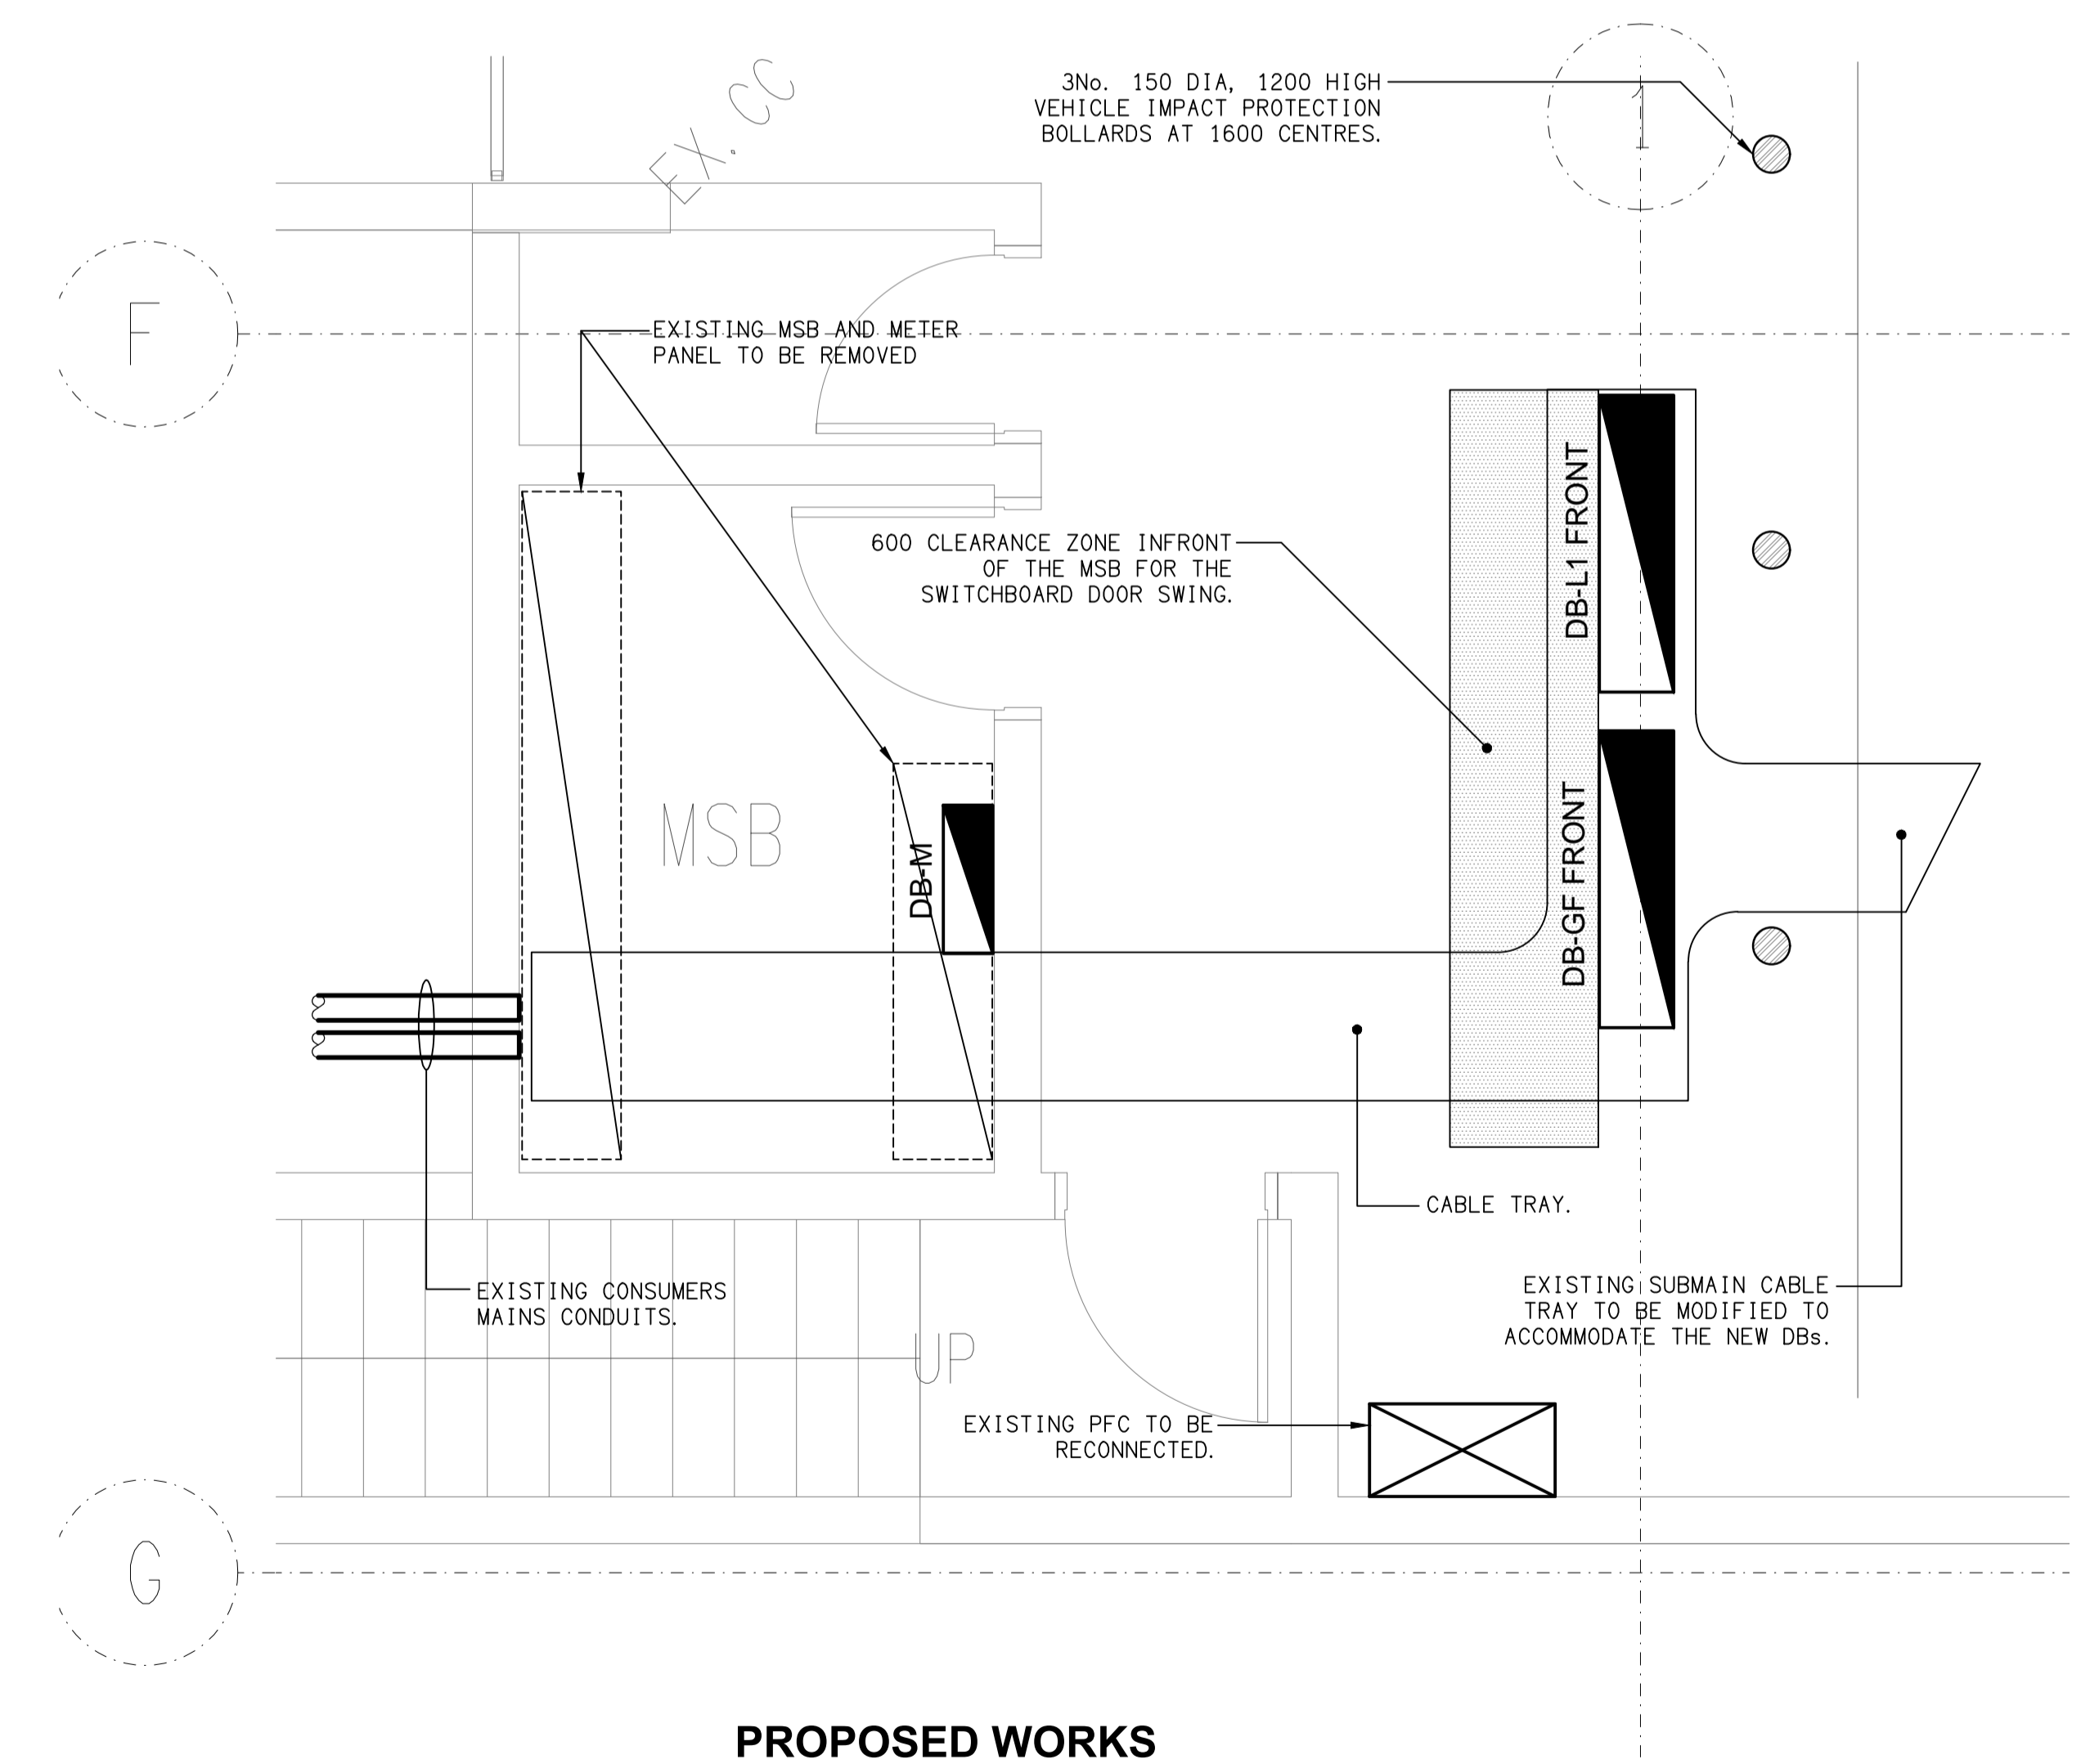 EX. CC
3No. 150 DIA, 1200 HIGH
VEHICLE IMPACT PROTECTION
BOLLARDS AT 1600 CENTRES.
1
F
EXISTING MSB AND METER
PANEL TO BE REMOVED
600 CLEARANCE ZONE INFRONT
OF THE MSB FOR THE
SWITCHBOARD DOOR SWING.
DB-L1 FRONT
MSB
DB-M
DB-GF FRONT
CABLE TRAY.
EXISTING CONSUMERS
MAINS CONDUITS.
EXISTING SUBMAIN CABLE
TRAY TO BE MODIFIED TO
ACCOMMODATE THE NEW DBs.
UP
EXISTING PFC TO BE
RECONNECTED.
G
PROPOSED WORKS